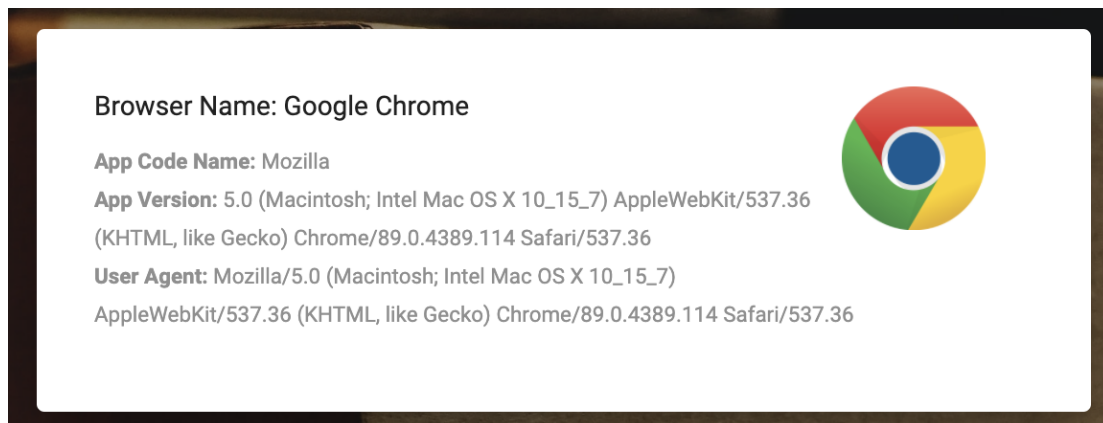 Browser Name: Google Chrome
App Code Name: Mozilla
App Version: 5.0 (Macintosh; Intel Mac OS X 10_15_7) AppleWebKit/537.36
(KHTML, like Gecko) Chrome/89.0.4389.114 Safari/537.36
User Agent: Mozilla/5.0 (Macintosh; Intel Mac OS X 10_15_7)
AppleWebKit/537.36 (KHTML, like Gecko) Chrome/89.0.4389.114 Safari/537.36